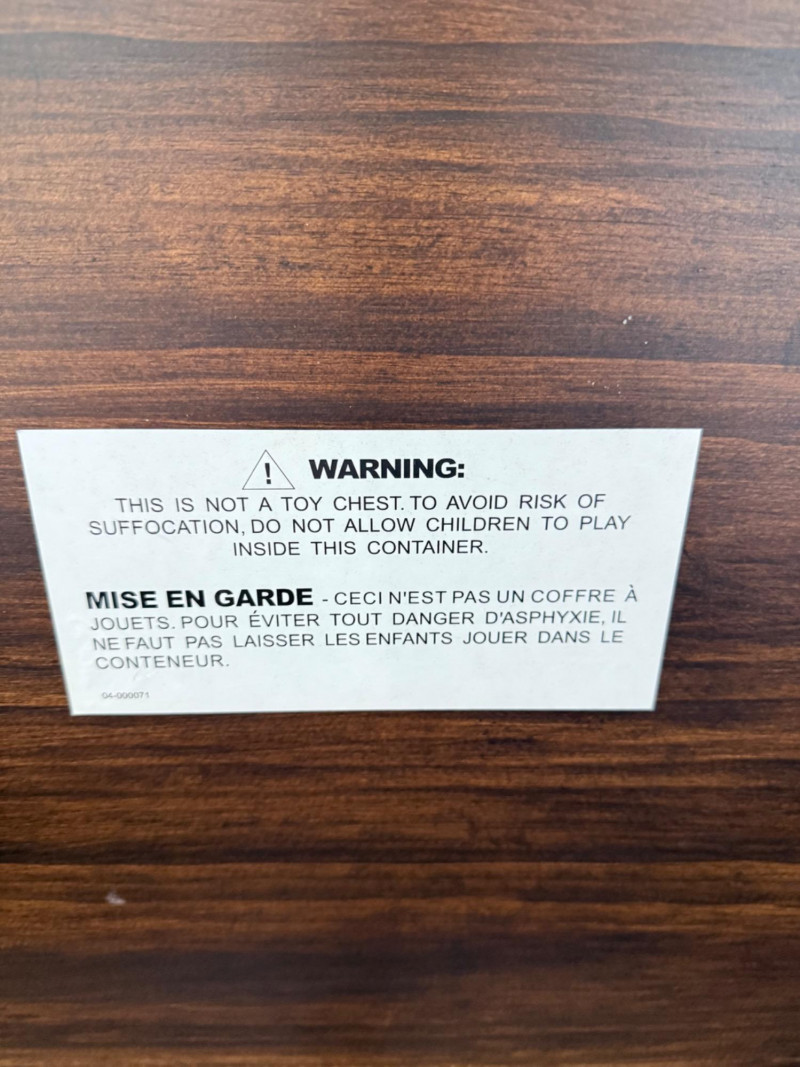 WARNING:
THIS IS NOT A TOY CHEST. TO AVOID RISK OF
SUFFOCATION, DO NOT ALLOW CHILDREN TO PLAY
INSIDE THIS CONTAINER.
MISE EN GARDE - CECI N'EST PAS UN COFFRE À
JOUETS. POUR ÉVITER TOUT DANGER D'ASPHYXIE, IL
NE FAUT PAS LAISSER LES ENFANTS JOUER DANS LE
CONTENEUR.
04-000071